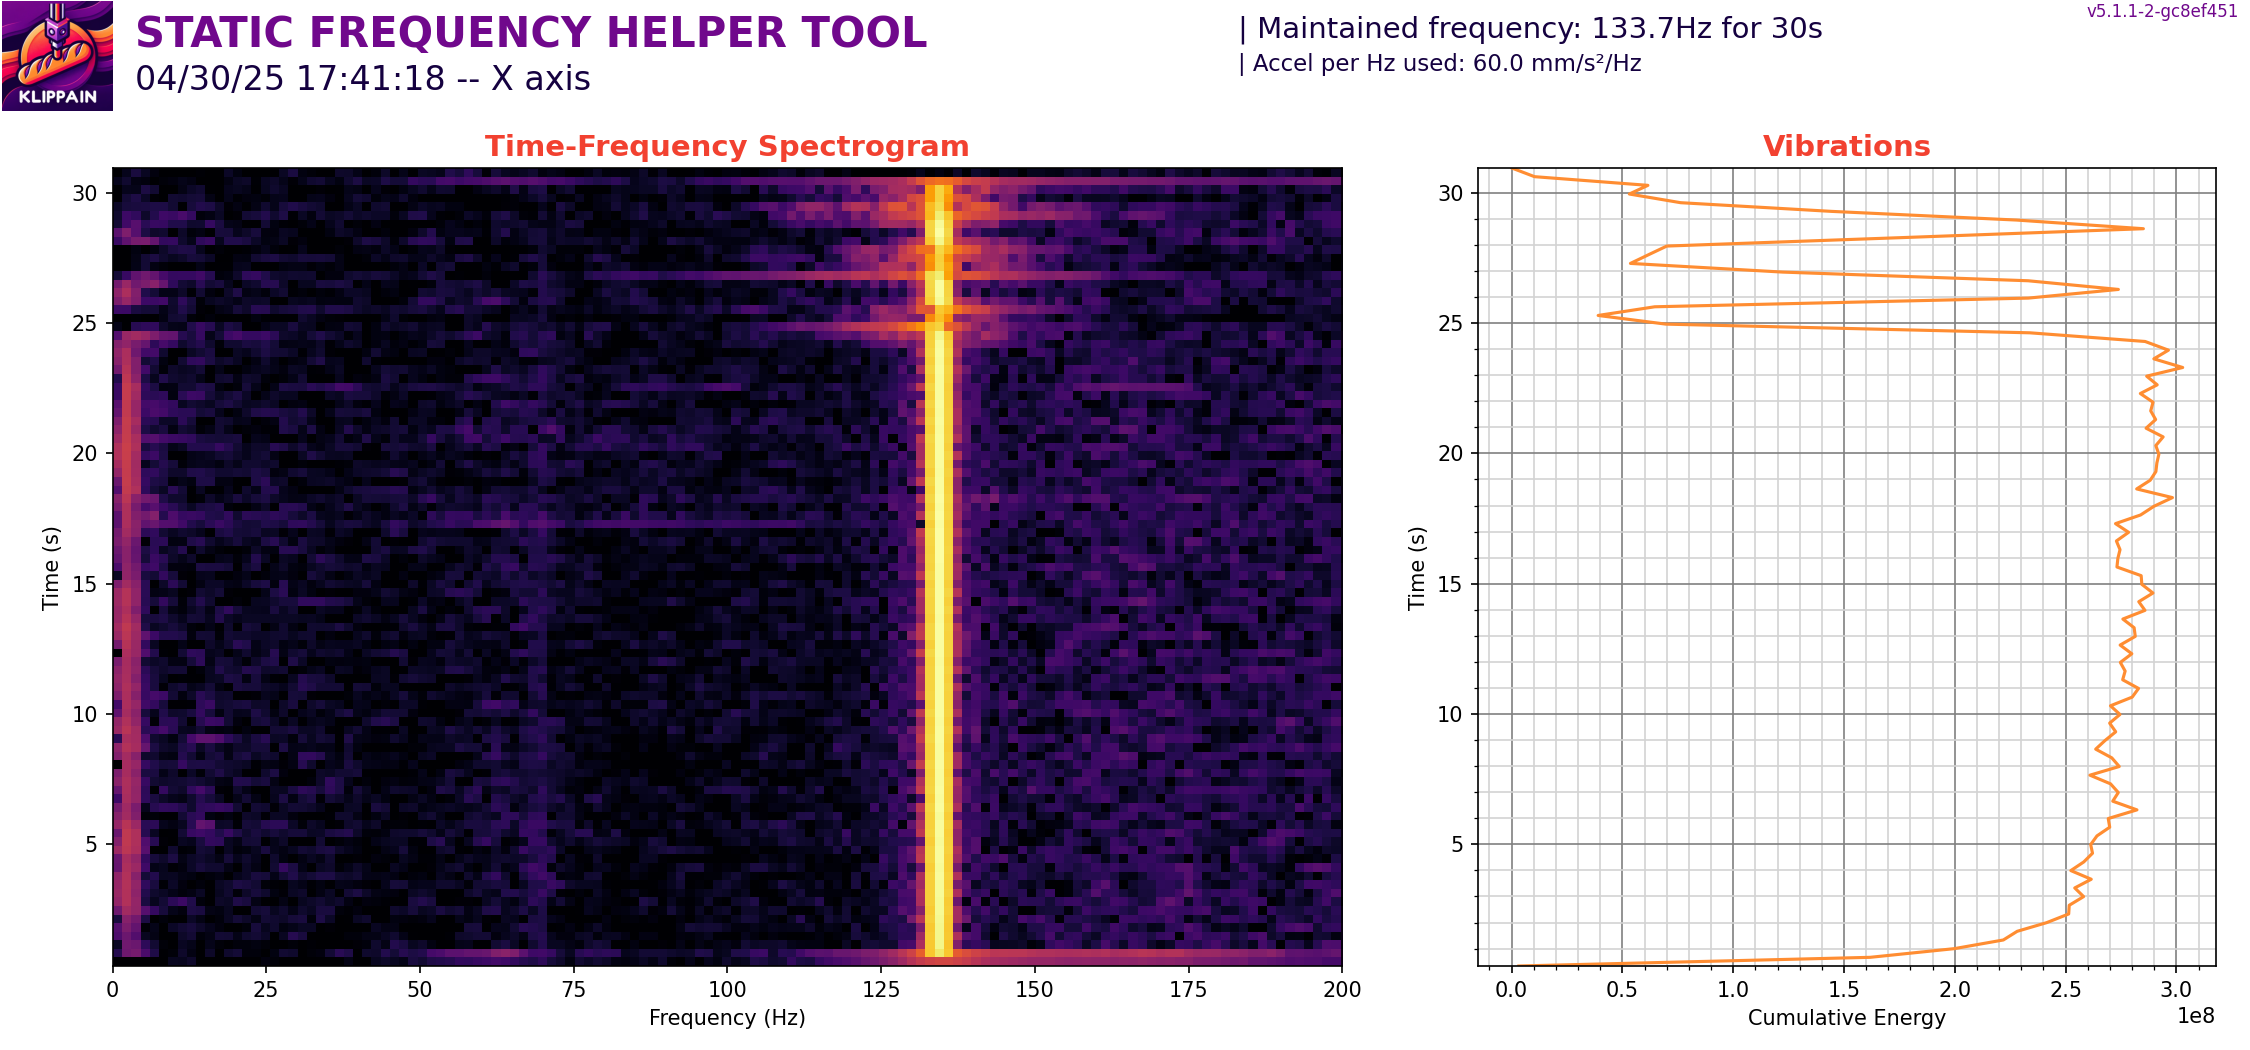 STATIC FREQUENCY HELPER TOOL
04/30/25 17:41:18 -- X axis
KLIPPAIN
| Maintained frequency: 133.7Hz for 30s
| Accel per Hz used: 60.0 mm/s²/Hz
v5.1.1-2-gc8ef451
Time-Frequency Spectrogram
30
25
20
15
10
5
Time (s)
0 25 50 75 100 125 150 175 200
Frequency (Hz)
Vibrations
30
25
20
15
10
5
Time (s)
0.0 0.5 1.0 1.5 2.0 2.5 3.0
1e8
Cumulative Energy